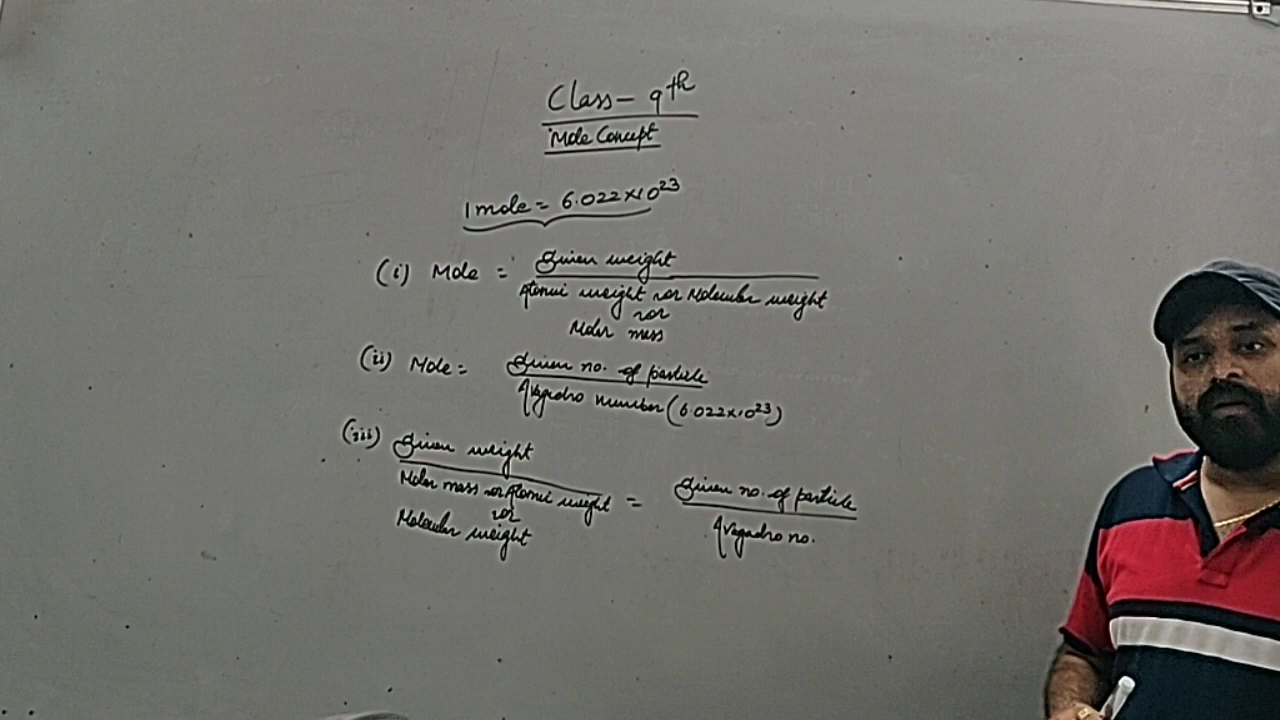 Class - 9th
Mole Concept
1 mole = 6.022×10²³
(i) Mole = Given weight
Atomic weight or Molecular weight
or
Molar mass
(ii) Mole = Given no. of particle
Avogadro number (6.022×10²³)
(iii) Given weight
Molar mass or Atomic weight
or
Molecular weight
= Given no. of particle
Avogadro no.